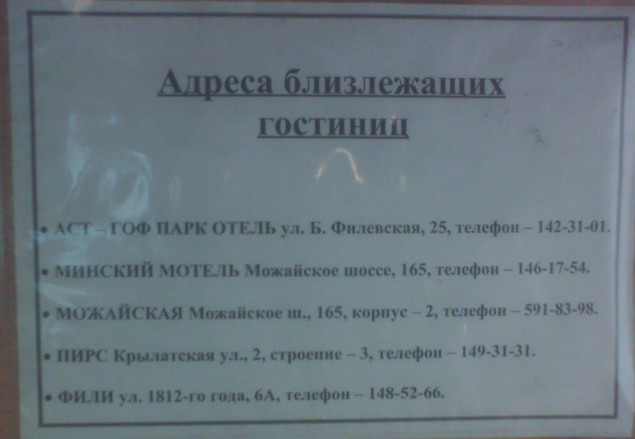 Адреса близлежащих
гостиниц
• АСТ – ГОФ ПАРК ОТЕЛЬ ул. Б. Филевская, 25, телефон – 142-31-01.
• МИНСКИЙ МОТЕЛЬ Можайское шоссе, 165, телефон – 146-17-54.
• МОЖАЙСКАЯ Можайское ш., 165, корпус – 2, телефон – 591-83-98.
• ПИРС Крылатская ул., 2, строение – 3, телефон – 149-31-31.
• ФИЛИ ул. 1812-го года, 6А, телефон – 148-52-66.